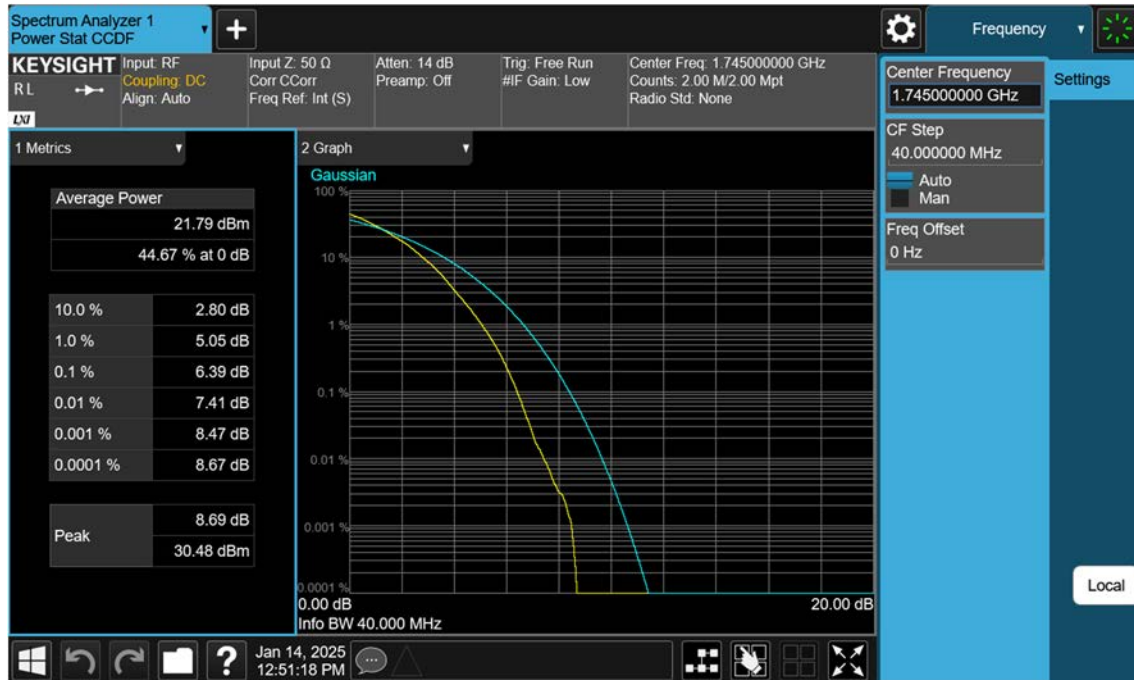 Spectrum Analyzer 1
Power Stat CCDF
Frequency
KEYSIGHT
R L
LXI
Input: RF
Coupling: DC
Align: Auto
Input Z: 50 Ω
Corr CCorr
Freq Ref: Int (S)
Atten: 14 dB
Preamp: Off
Trig: Free Run
#IF Gain: Low
Center Freq: 1.745000000 GHz
Counts: 2.00 M/2.00 Mpt
Radio Std: None
Center Frequency
1.745000000 GHz
Settings
CF Step
40.000000 MHz
Auto
Man
Freq Offset
0 Hz
1 Metrics
Average Power
21.79 dBm
44.67 % at 0 dB
10.0 % 2.80 dB
1.0 % 5.05 dB
0.1 % 6.39 dB
0.01 % 7.41 dB
0.001 % 8.47 dB
0.0001 % 8.67 dB
Peak
8.69 dB
30.48 dBm
2 Graph
Gaussian
100 %
10 %
1 %
0.1 %
0.01 %
0.001 %
0.0001 %
0.00 dB 20.00 dB
Info BW 40.000 MHz
Local
?
Jan 14, 2025
12:51:18 PM